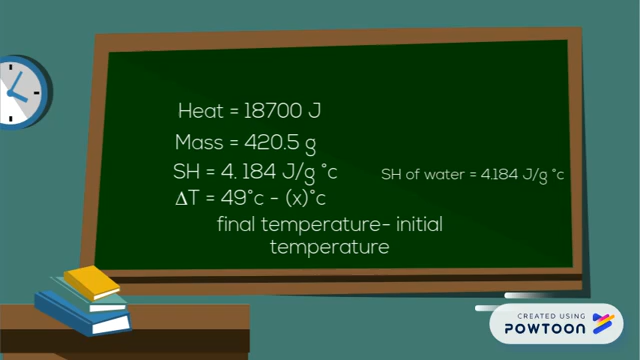 Heat = 18700 J
Mass = 420.5 g
SH = 4. 184 J/g °c
SH of water = 4.184 J/g °c
ΔT = 49°c - (x)°c
final temperature- initial
temperature
CREATED USING
POWTOON